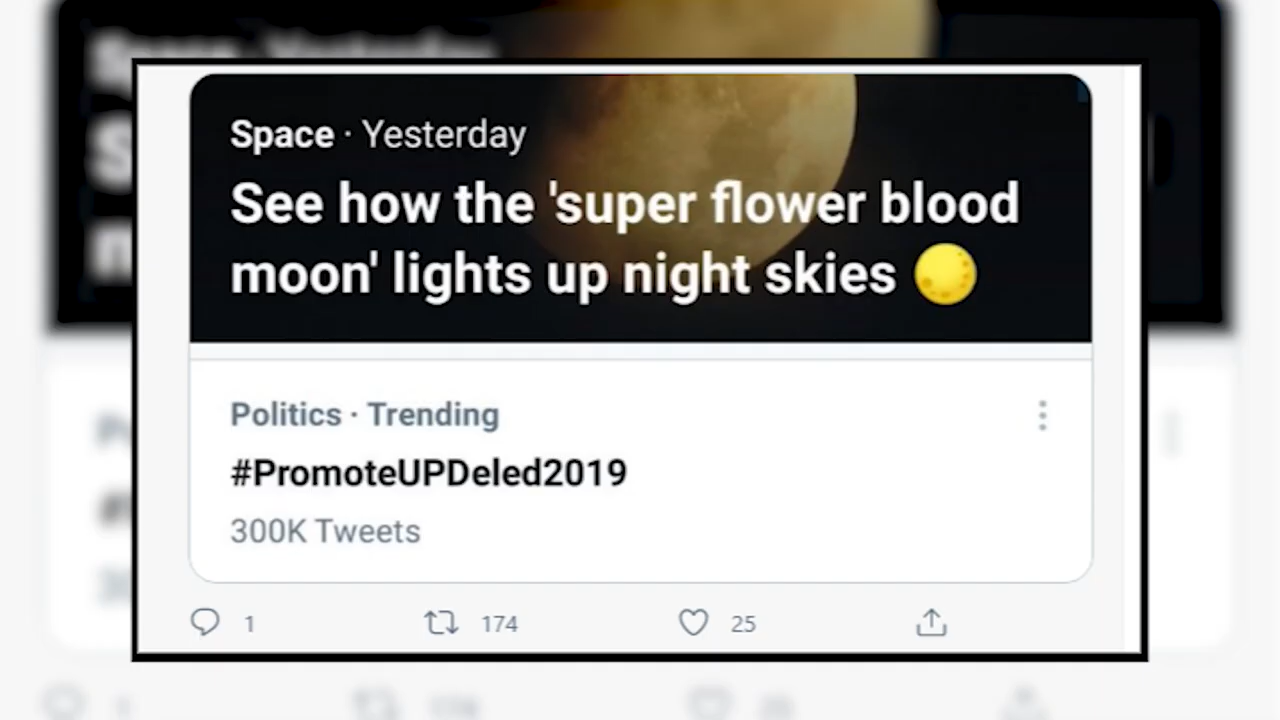 Space · Yesterday
See how the 'super flower blood
moon' lights up night skies 🌕
Politics · Trending
#PromoteUPDeled2019
300K Tweets
1 174 25